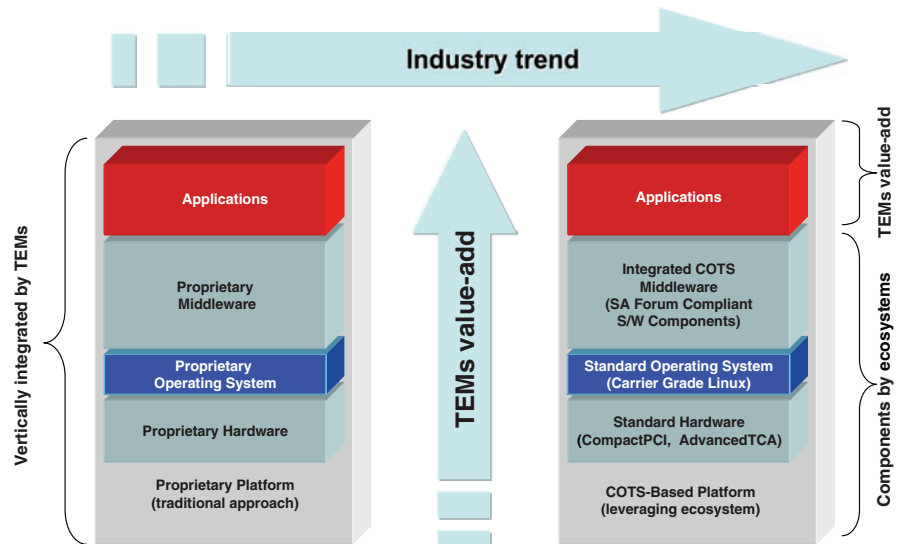 Industry trend
Vertically integrated by TEMs
Applications
Proprietary
Middleware
Proprietary
Operating System
Proprietary Hardware
Proprietary Platform
(traditional approach)
TEMs value-add
Applications
Integrated COTS
Middleware
(SA Forum Compliant
S/W Components)
Standard Operating System
(Carrier Grade Linux)
Standard Hardware
(CompactPCI, AdvancedTCA)
COTS-Based Platform
(leveraging ecosystem)
TEMs value-add
Components by ecosystems